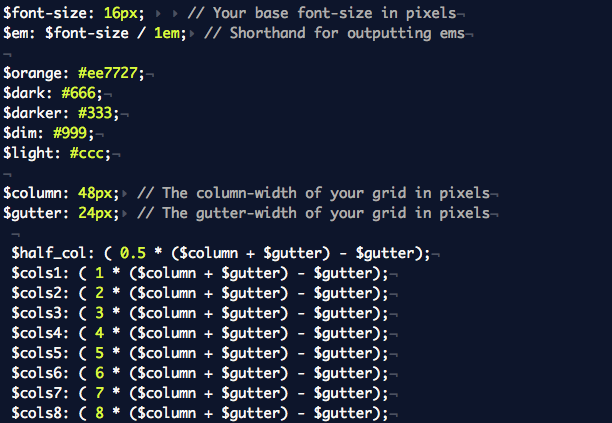 $font-size: 16px; // Your base font-size in pixels
$em: $font-size / 1em; // Shorthand for outputting ems
$orange: #ee7727;
$dark: #666;
$darker: #333;
$dim: #999;
$light: #ccc;
$column: 48px; // The column-width of your grid in pixels
$gutter: 24px; // The gutter-width of your grid in pixels
$half_col: ( 0.5 * ($column + $gutter) - $gutter);
$cols1: ( 1 * ($column + $gutter) - $gutter);
$cols2: ( 2 * ($column + $gutter) - $gutter);
$cols3: ( 3 * ($column + $gutter) - $gutter);
$cols4: ( 4 * ($column + $gutter) - $gutter);
$cols5: ( 5 * ($column + $gutter) - $gutter);
$cols6: ( 6 * ($column + $gutter) - $gutter);
$cols7: ( 7 * ($column + $gutter) - $gutter);
$cols8: ( 8 * ($column + $gutter) - $gutter);